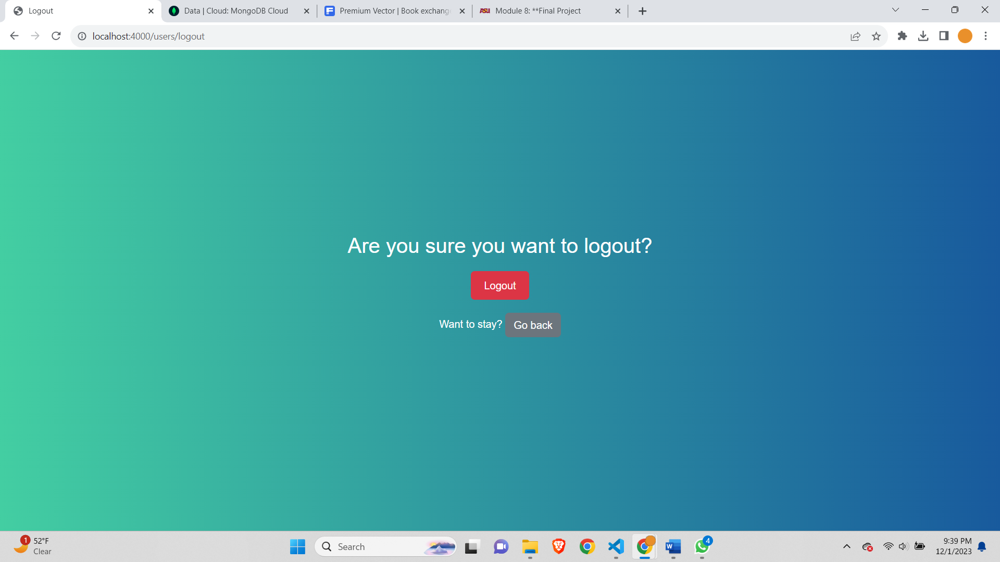 Logout
Data | Cloud: MongoDB Cloud
Premium Vector | Book exchang
ASU
Module 8: **Final Project
localhost:4000/users/logout
Are you sure you want to logout?
Logout
Want to stay? Go back
1
52°F
Clear
Search
W
4
9:39 PM
12/1/2023